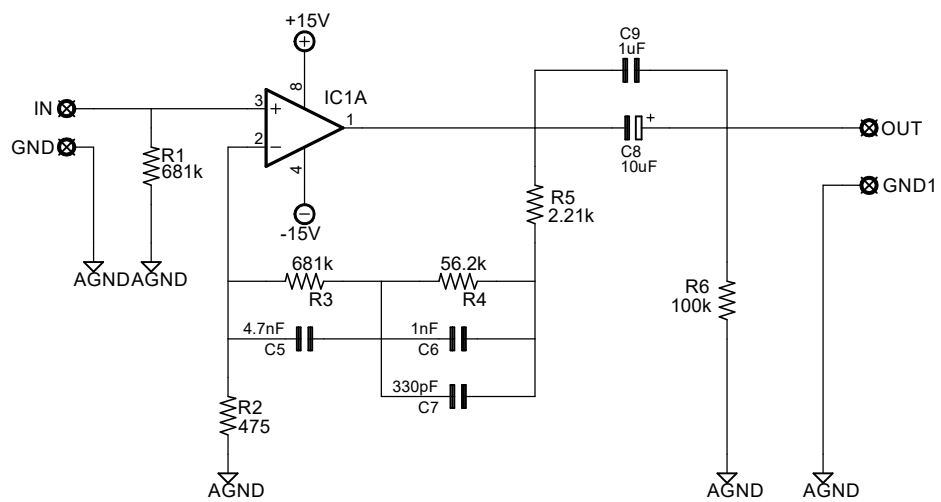 +15V
C9
1uF
8
IC1A
IN
3
1
OUT
GND
2
R1
681k
C8
10uF
+
4
GND1
R5
2.21k
-15V
AGND
AGND
681k
R3
56.2k
R4
R6
100k
4.7nF
C5
1nF
C6
330pF
C7
R2
475
AGND
AGND
AGND